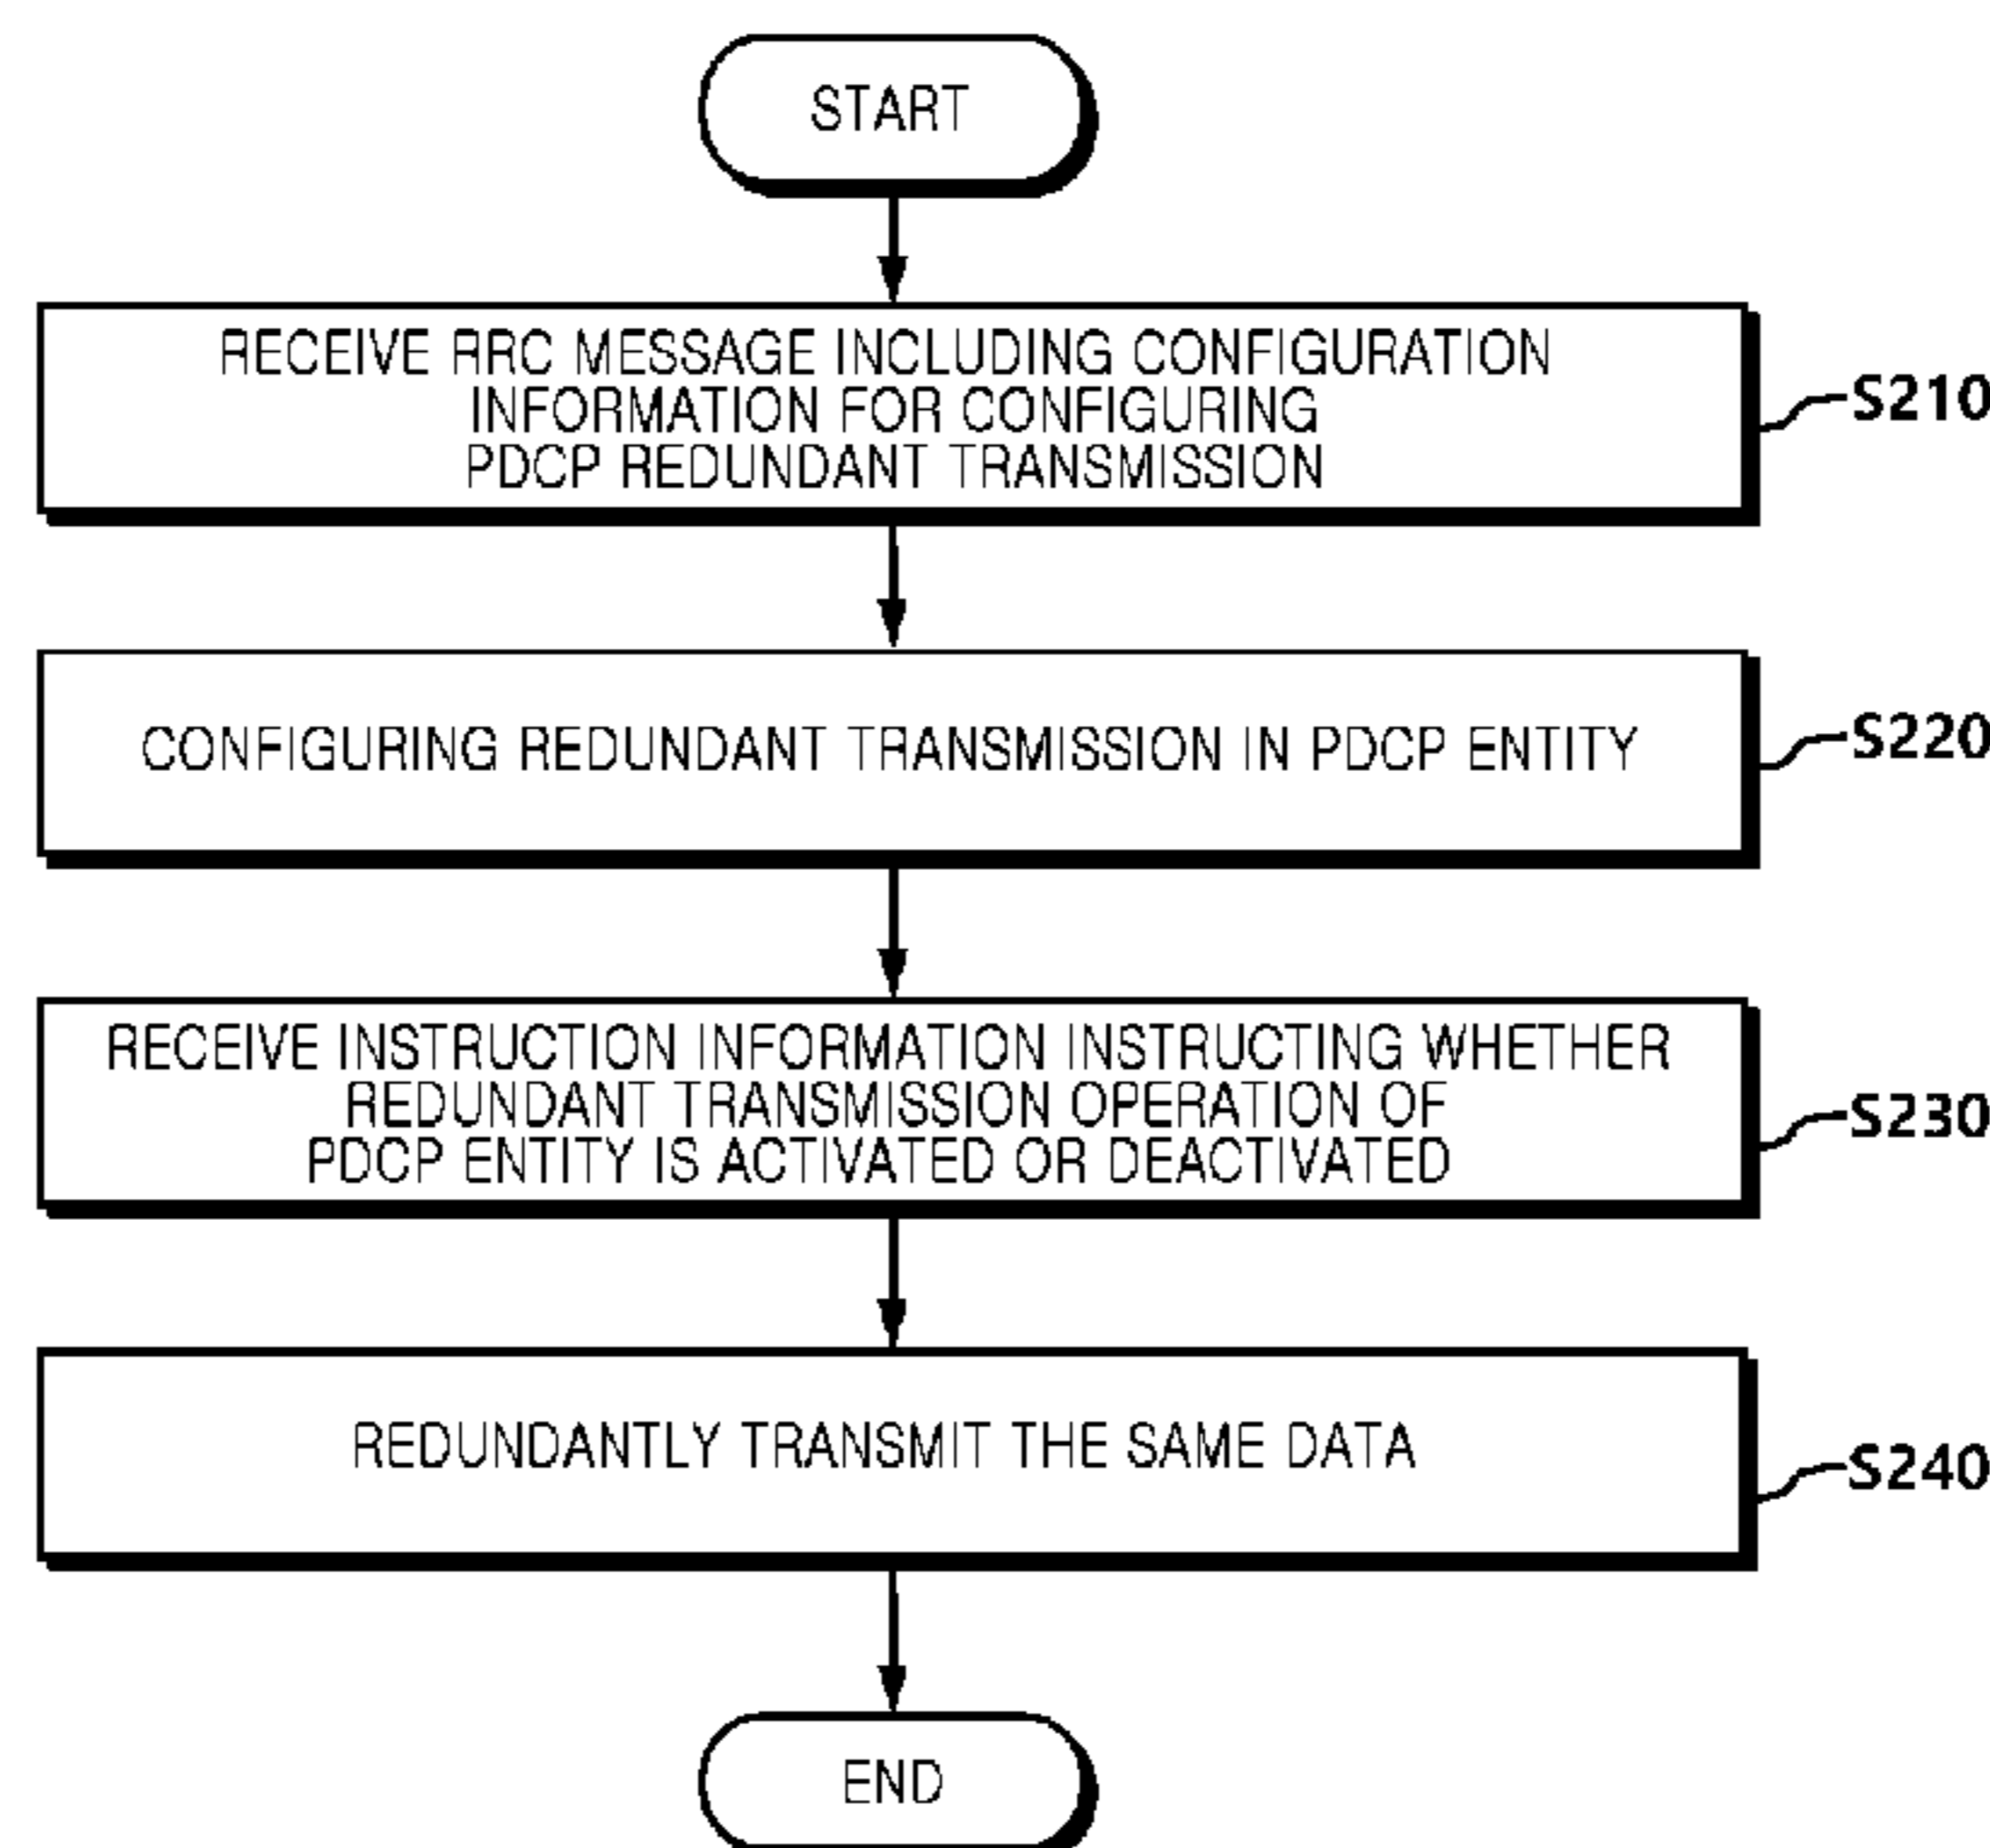 START
RECEIVE RRC MESSAGE INCLUDING CONFIGURATION
INFORMATION FOR CONFIGURING
PDCP REDUNDANT TRANSMISSION
S210
CONFIGURING REDUNDANT TRANSMISSION IN PDCP ENTITY
S220
RECEIVE INSTRUCTION INFORMATION INSTRUCTING WHETHER
REDUNDANT TRANSMISSION OPERATION OF
PDCP ENTITY IS ACTIVATED OR DEACTIVATED
S230
REDUNDANTLY TRANSMIT THE SAME DATA
S240
END